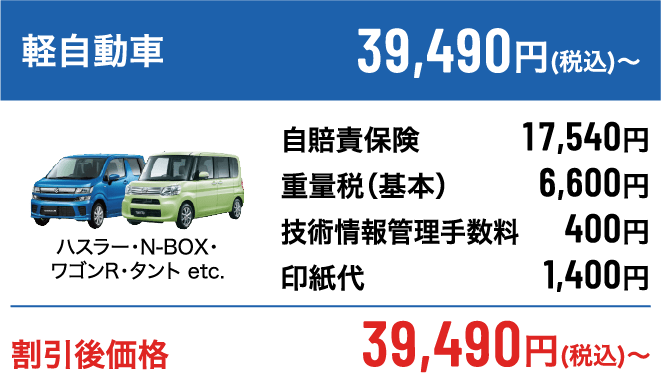 軽自動車 39,490円(税込)～
自賠責保険 17,540円
重量税(基本) 6,600円
技術情報管理手数料 400円
印紙代 1,400円
ハスラー・N-BOX・
ワゴンR・タント etc.
割引後価格 39,490円(税込)～